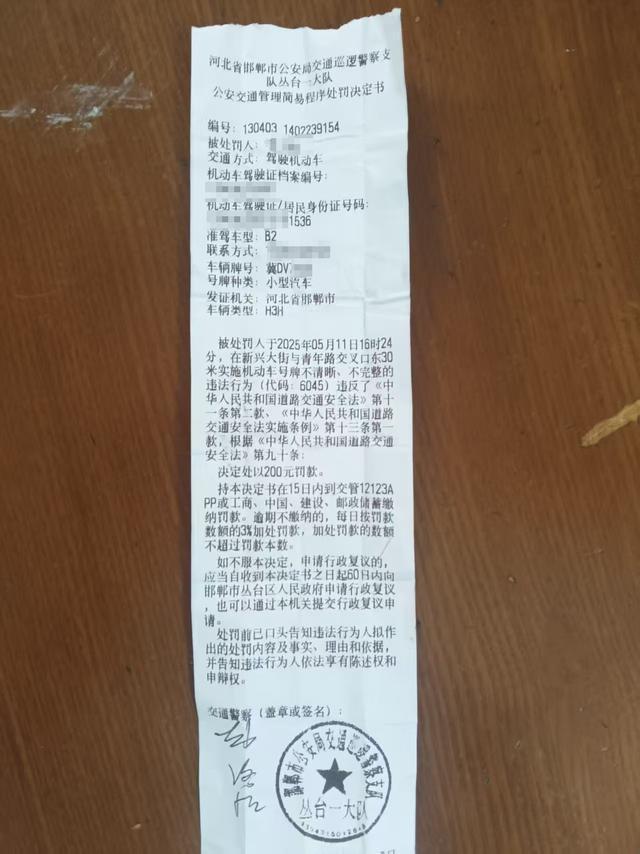 河北省邯郸市公安局交通巡逻警察支
队丛台一大队
公安交通管理简易程序处罚决定书
编号：130403 1402239154
被处罚人：
交通方式：驾驶机动车
机动车驾驶证档案编号：
机动车驾驶证/居民身份证号码：
1536
准驾车型：B2
联系方式：
车辆牌号：冀DV
号牌种类：小型汽车
发证机关：河北省邯郸市
车辆类型：H3H
被处罚人于2025年05月11日16时24
分，在新兴大街与青年路交叉口东30
米实施机动车号牌不清晰、不完整的
违法行为（代码：6045）违反了《中
华人民共和国道路交通安全法》第十
一条第二款、《中华人民共和国道路
交通安全法实施条例》第十三条第一
款，根据《中华人民共和国道路交通
安全法》第九十条：
决定处以200元罚款。
持本决定书在15日内到交管12123A
PP或工商、中国、建设、邮政储蓄缴
纳罚款。逾期不缴纳的，每日按罚款
数额的3%加处罚款，加处罚款的数额
不超过罚款本数。
如不服本决定，申请行政复议的，
应当自收到本决定书之日起60日内向
邯郸市丛台区人民政府申请行政复议
，也可以通过本机关提交行政复议申
请。
处罚前已口头告知违法行为人拟作
出的处罚内容及事实、理由和依据，
并告知违法行为人依法享有陈述权和
申辩权。
交通警察（盖章或签名）：
邯郸市公安局交通巡逻警察支队
丛台一大队